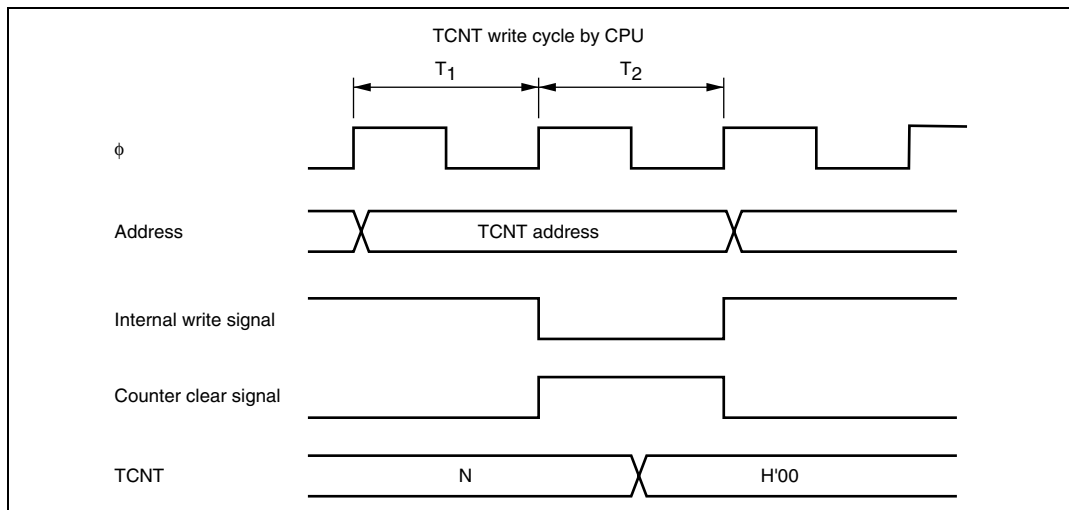 TCNT write cycle by CPU
T1 T2
ϕ
Address
TCNT address
Internal write signal
Counter clear signal
TCNT
N
H'00